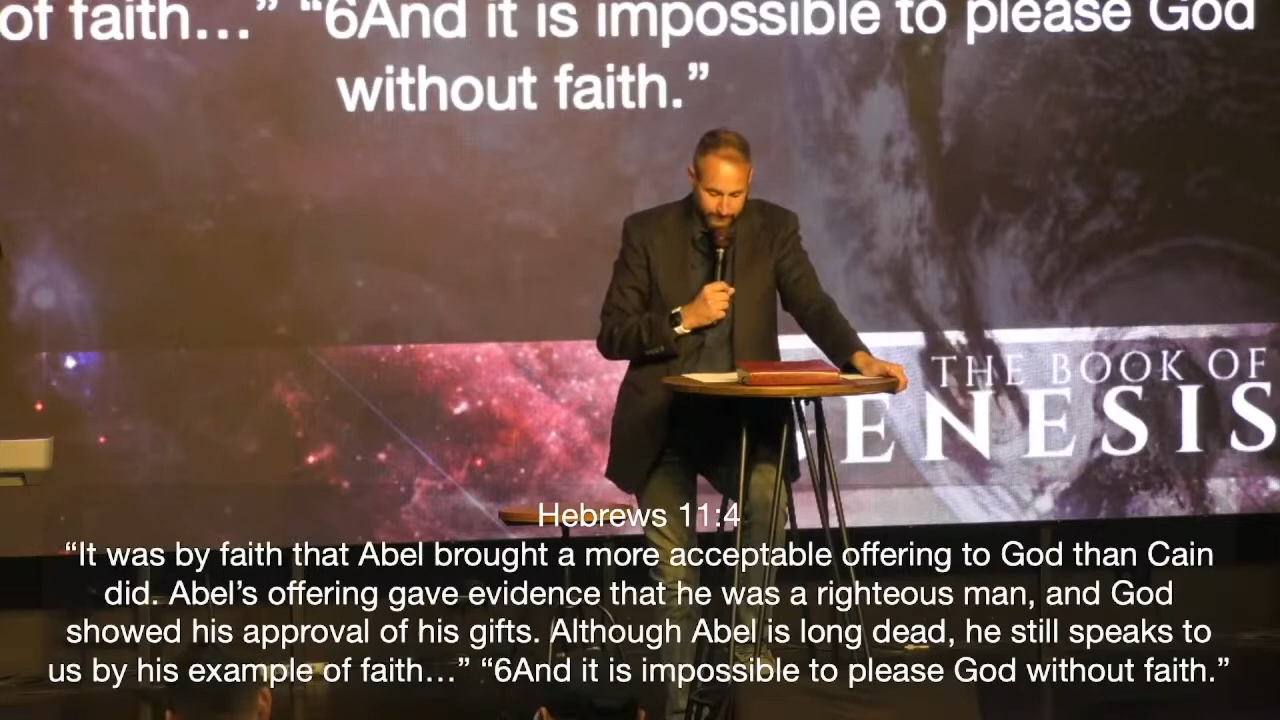 of faith…” “6And it is impossible to please God
without faith.”
THE BOOK OF
ENESIS
Hebrews 11:4
“It was by faith that Abel brought a more acceptable offering to God than Cain
did. Abel’s offering gave evidence that he was a righteous man, and God
showed his approval of his gifts. Although Abel is long dead, he still speaks to
us by his example of faith…” “6And it is impossible to please God without faith.”